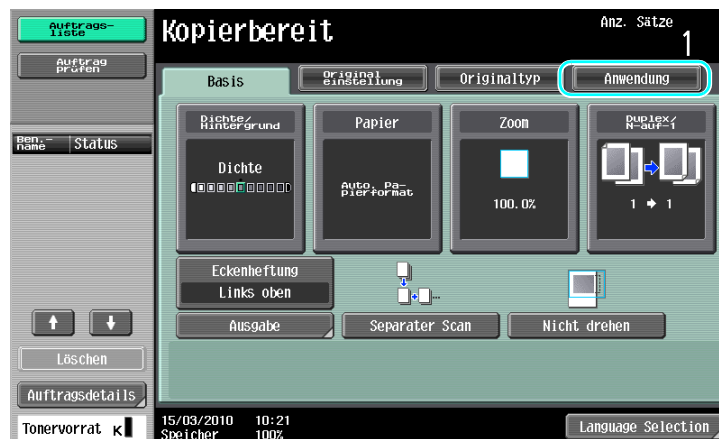 Auftrags-
liste
Auftrag
prüfen
Ben.-
name
Status
Löschen
Auftragsdetails
Tonervorrat K
Kopierbereit
Anz. Sätze
1
Basis
Original
einstellung
Originaltyp
Anwendung
Dichte/
Hintergrund
Papier
Zoom
Duplex/
N-auf-1
Dichte
Auto. Pa-
pierformat
100.0%
1 → 1
Eckenheftung
Links oben
Ausgabe
Separater Scan
Nicht drehen
15/03/2010 10:21
Speicher 100%
Language Selection